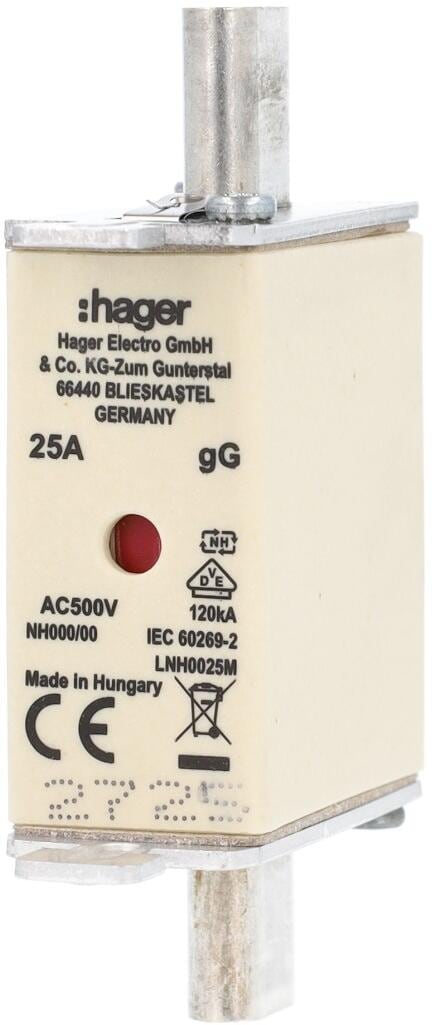 :hager
Hager Electro GmbH
& Co. KG-Zum Gunterstal
66440 BLIESKASTEL
GERMANY
25A gG
NH
VDE
AC500V 120kA
NH000/00 IEC 60269-2
LNH0025M
Made In Hungary
CE
2725